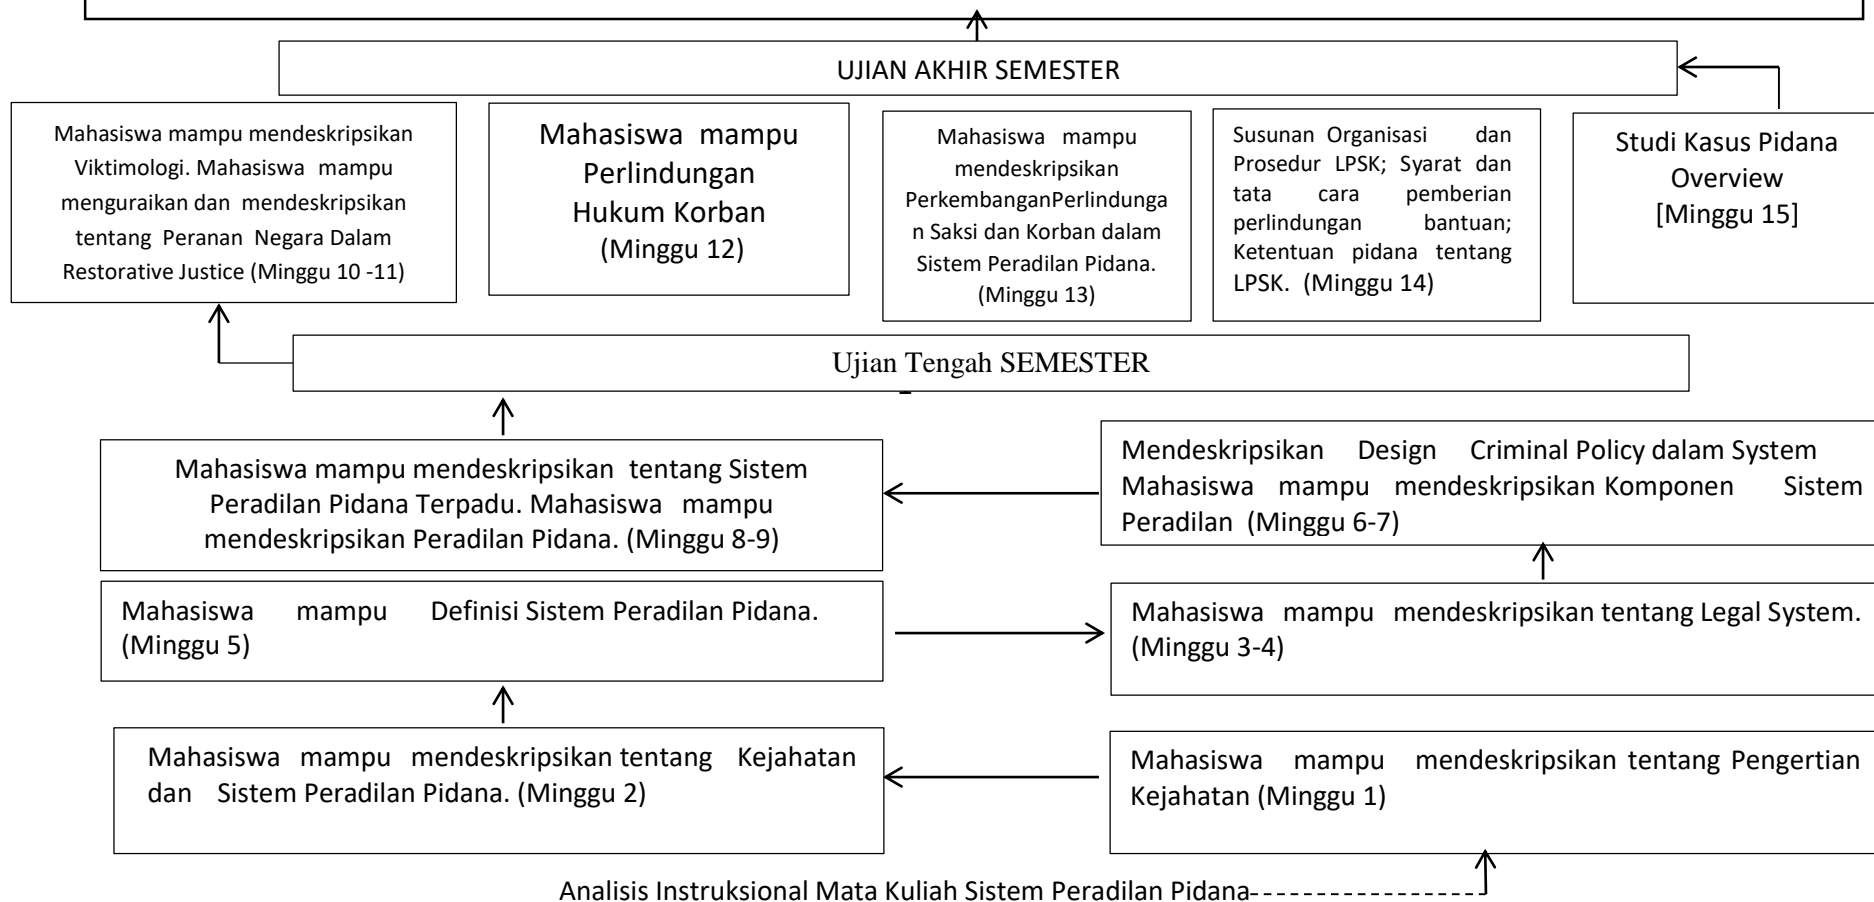 UJIAN AKHIR SEMESTER
Mahasiswa mampu mendeskripsikan
Viktimologi. Mahasiswa mampu
menguraikan dan mendeskripsikan
tentang Peranan Negara Dalam
Restorative Justice (Minggu 10 -11)
Mahasiswa mampu
Perlindungan
Hukum Korban
(Minggu 12)
Mahasiswa mampu
mendeskripsikan
PerkembanganPerlindunga
n Saksi dan Korban dalam
Sistem Peradilan Pidana.
(Minggu 13)
Susunan Organisasi dan
Prosedur LPSK; Syarat dan
tata cara pemberian
perlindungan bantuan;
Ketentuan pidana tentang
LPSK. (Minggu 14)
Studi Kasus Pidana
Overview
[Minggu 15]
Ujian Tengah SEMESTER
Mahasiswa mampu mendeskripsikan tentang Sistem
Peradilan Pidana Terpadu. Mahasiswa mampu
mendeskripsikan Peradilan Pidana. (Minggu 8-9)
Mendeskripsikan Design Criminal Policy dalam System
Mahasiswa mampu mendeskripsikan Komponen Sistem
Peradilan (Minggu 6-7)
Mahasiswa mampu Definisi Sistem Peradilan Pidana.
(Minggu 5)
Mahasiswa mampu mendeskripsikan tentang Legal System.
(Minggu 3-4)
Mahasiswa mampu mendeskripsikan tentang Kejahatan
dan Sistem Peradilan Pidana. (Minggu 2)
Mahasiswa mampu mendeskripsikan tentang Pengertian
Kejahatan (Minggu 1)
Analisis Instruksional Mata Kuliah Sistem Peradilan Pidana